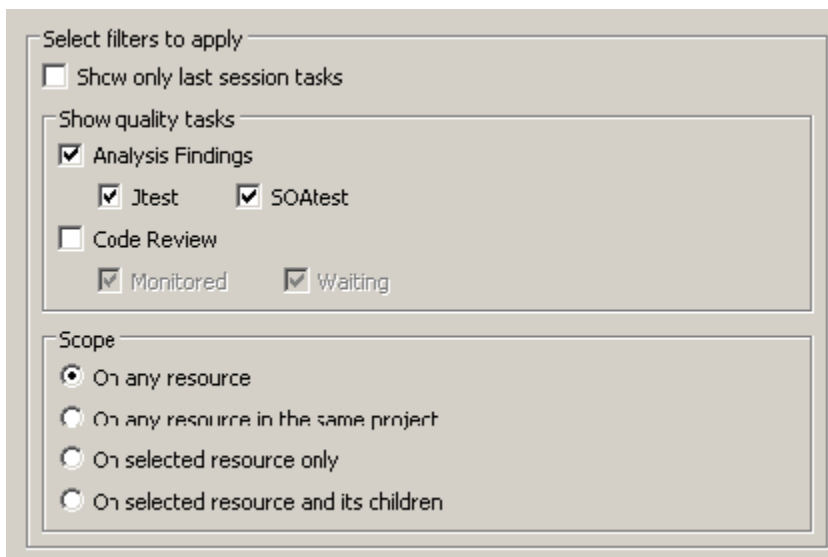 Select filters to apply
Show only last session tasks
Show quality tasks
Analysis Findings
Jtest SOAtest
Code Review
Monitored Waiting
Scope
On any resource
On any resource in the same project
On selected resource only
On selected resource and its children